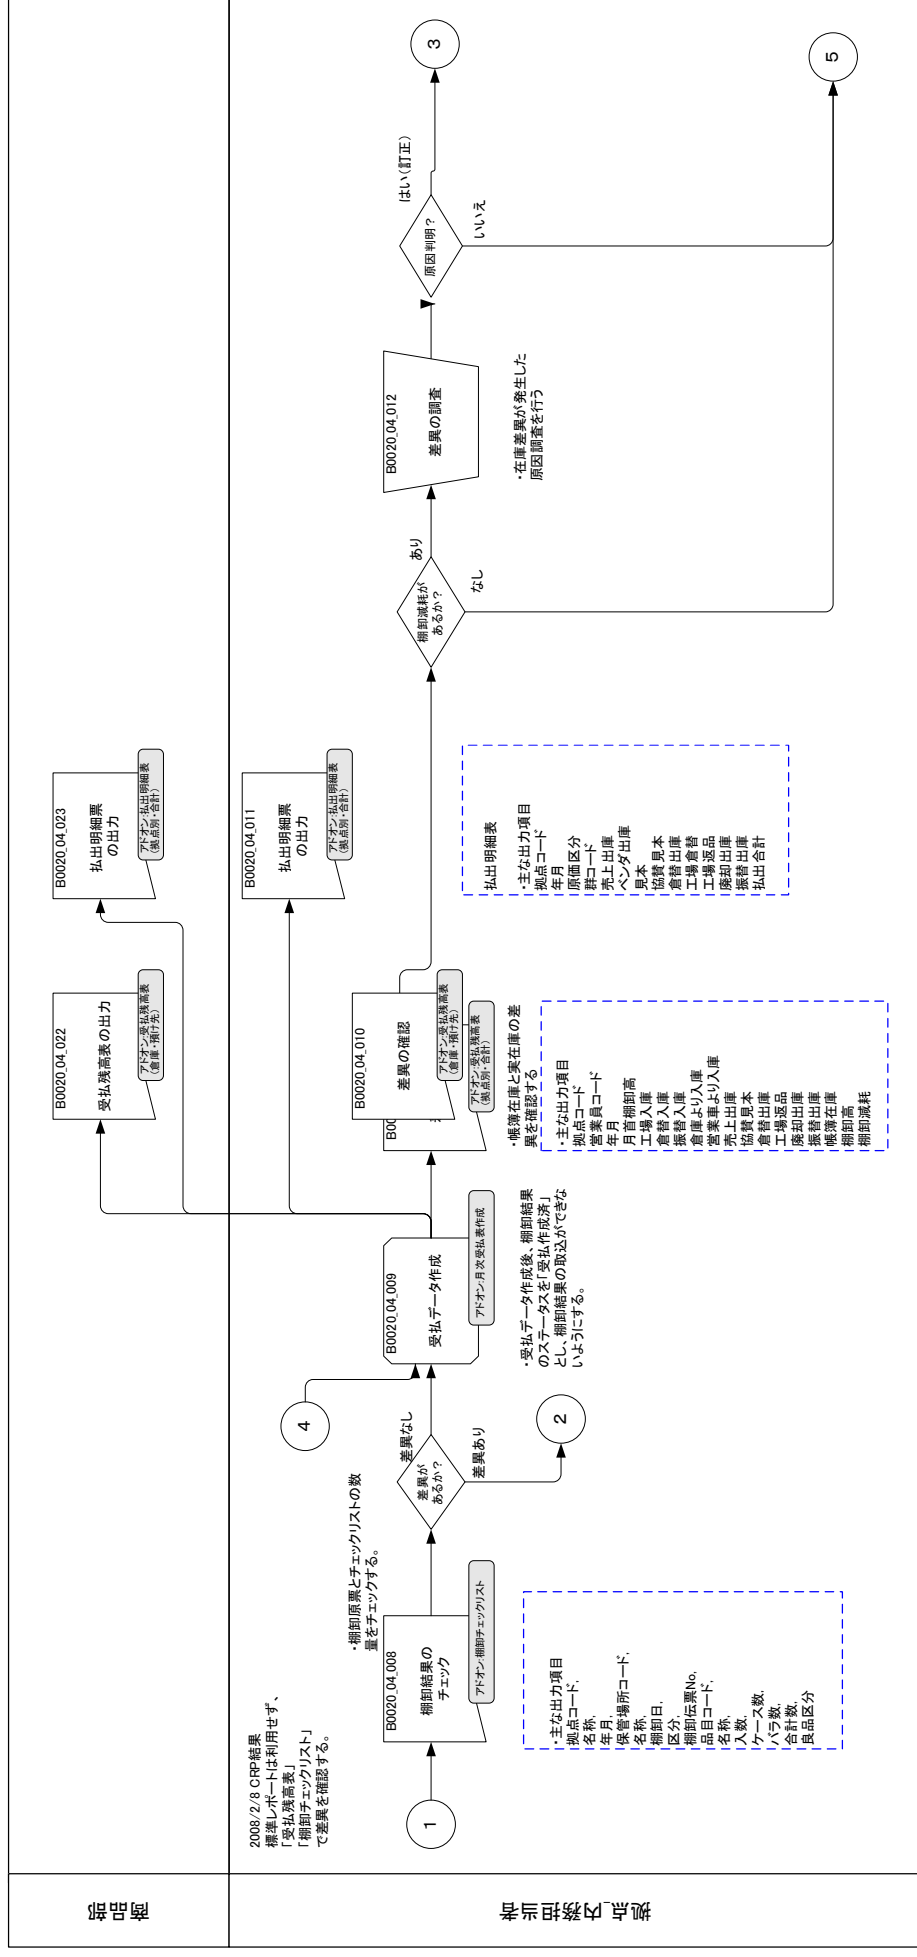 商品部
拠点_内務担当者
2008/2/8 CRP結果
標準レポートは利用せず、
「受払残高表」
「棚卸チェックリスト」
で差異を確認する。
1
B0020_04_008
棚卸結果の
チェック
アドオン:棚卸チェックリスト
・棚卸原票とチェックリストの数
量をチェックする。
・主な出力項目
拠点コード,
名称,
年月,
保管場所コード,
名称,
棚卸日,
区分,
棚卸伝票No,
品目コード,
名称,
入数,
ケース数,
バラ数,
合計数,
良品区分
差異が
あるか?
差異なし
差異あり
2
4
B0020_04_009
受払データ作成
アドオン:月次受払表作成
・受払データ作成後、棚卸結果
のステータスを「受払作成済」
とし、棚卸結果の取込ができな
いようにする。
B0020_04_022
受払残高表の出力
アドオン:受払残高表
(倉庫・預け先)
B0020_04_010
差異の確認
アドオン:受払残高表
(倉庫・預け先)
B0
アドオン:受払残高表
(拠点別・合計)
・帳簿在庫と実在庫の差
異を確認する
・主な出力項目
拠点コード
営業員コード
年月
月首棚卸高
工場入庫
倉替入庫
振替入庫
倉庫より入庫
営業車より入庫
売上出庫
協賛見本
倉替出庫
工場返品
廃却出庫
振替出庫
帳簿在庫
棚卸高
棚卸減耗
B0020_04_023
払出明細票
の出力
アドオン:払出明細表
(拠点別・合計)
B0020_04_011
払出明細票
の出力
アドオン:払出明細表
(拠点別・合計)
払出明細表
・主な出力項目
拠点コード
年月
原価区分
群コード
売上出庫
ベンダ出庫
見本
協賛見本
倉替出庫
工場倉替
工場返品
廃却出庫
振替出庫
払出合計
棚卸減耗が
あるか?
あり
なし
B0020_04_012
差異の調査
・在庫差異が発生した
原因調査を行う
原因判明?
はい(訂正)
いいえ
3
5